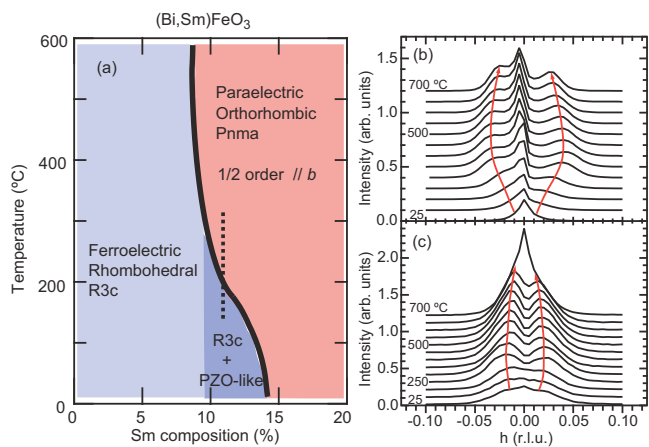 (Bi,Sm)FeO₃
(a)
Paraelectric
Orthorhombic
Pnma
1/2 order // b
Ferroelectric
Rhombohedral
R3c
R3c
+
PZO-like
600
400
200
0
Temperature (ºC)
0
5
10
15
20
Sm composition (%)
(b)
700 ºC
500
25
1.5
1.0
0.5
0.0
Intensity (arb. units)
(c)
700 ºC
500
250
25
2.0
1.5
1.0
0.5
0.0
Intensity (arb. units)
-0.10
-0.05
0.00
0.05
0.10
h (r.l.u.)